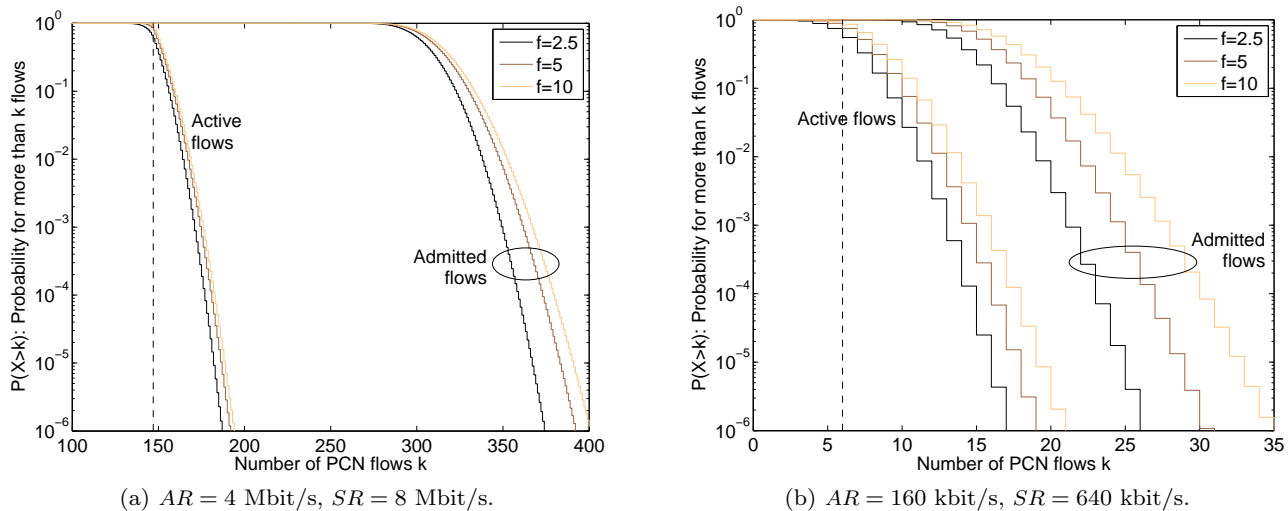 P(X>k): Probability for more than k flows
10^0
10^-1
10^-2
10^-3
10^-4
10^-5
10^-6
100
150
200
250
300
350
400
Number of PCN flows k
Active
flows
Admitted
flows
f=2.5
f=5
f=10
(a) AR = 4 Mbit/s, SR = 8 Mbit/s.
P(X>k): Probability for more than k flows
10^0
10^-1
10^-2
10^-3
10^-4
10^-5
10^-6
0
5
10
15
20
25
30
35
Number of PCN flows k
Active flows
Admitted
flows
f=2.5
f=5
f=10
(b) AR = 160 kbit/s, SR = 640 kbit/s.